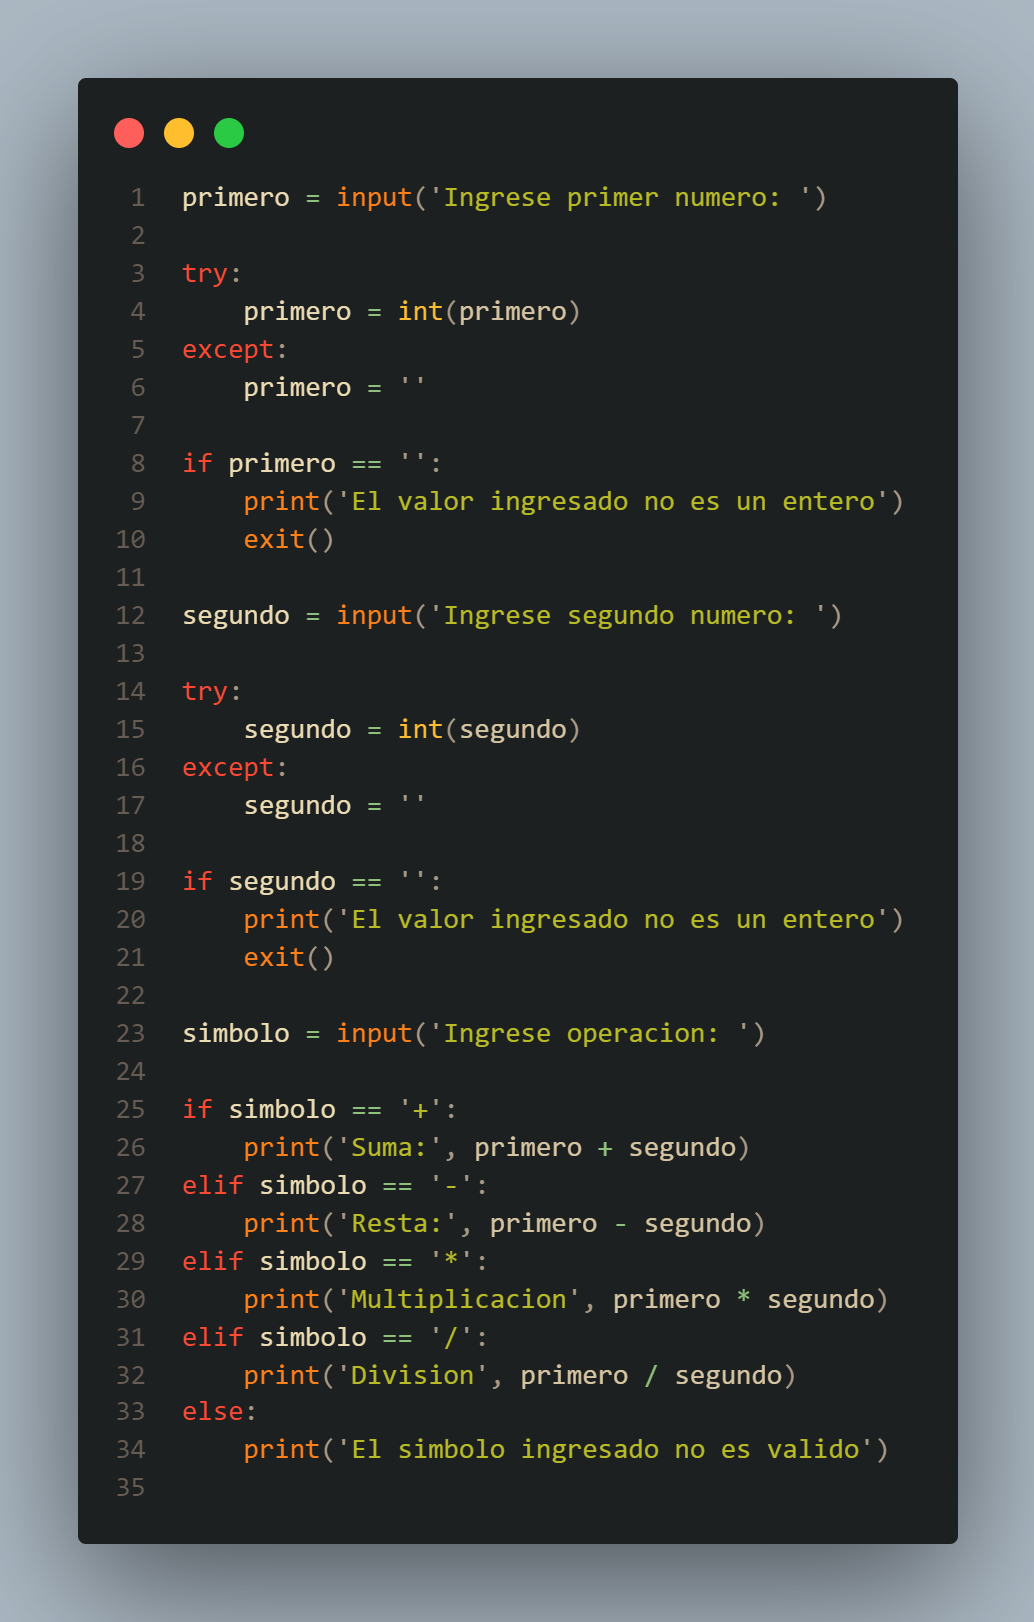 1 primero = input('Ingrese primer numero: ')
2
3 try:
4     primero = int(primero)
5 except:
6     primero = ''
7
8 if primero == '':
9     print('El valor ingresado no es un entero')
10     exit()
11
12 segundo = input('Ingrese segundo numero: ')
13
14 try:
15     segundo = int(segundo)
16 except:
17     segundo = ''
18
19 if segundo == '':
20     print('El valor ingresado no es un entero')
21     exit()
22
23 simbolo = input('Ingrese operacion: ')
24
25 if simbolo == '+':
26     print('Suma:', primero + segundo)
27 elif simbolo == '-':
28     print('Resta:', primero - segundo)
29 elif simbolo == '*':
30     print('Multiplicacion', primero * segundo)
31 elif simbolo == '/':
32     print('Division', primero / segundo)
33 else:
34     print('El simbolo ingresado no es valido')
35